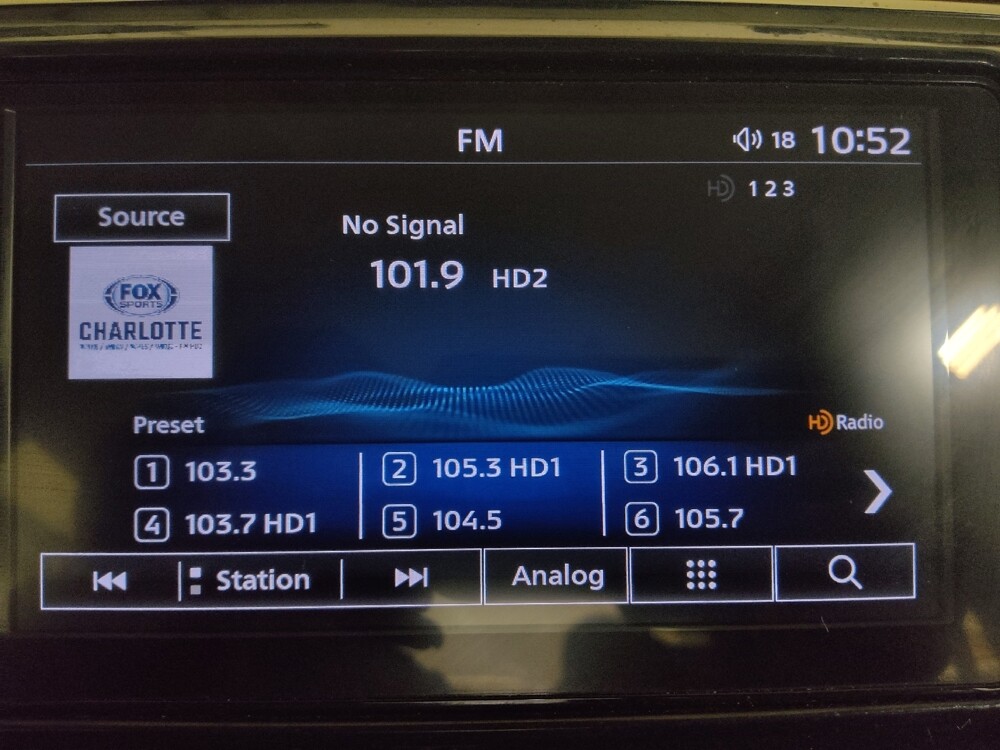 FM
18 10:52
HD 1 2 3
Source
No Signal
101.9 HD2
FOX
SPORTS
CHARLOTTE
Preset
HD Radio
1 103.3
2 105.3 HD1
3 106.1 HD1
4 103.7 HD1
5 104.5
6 105.7
Station
Analog